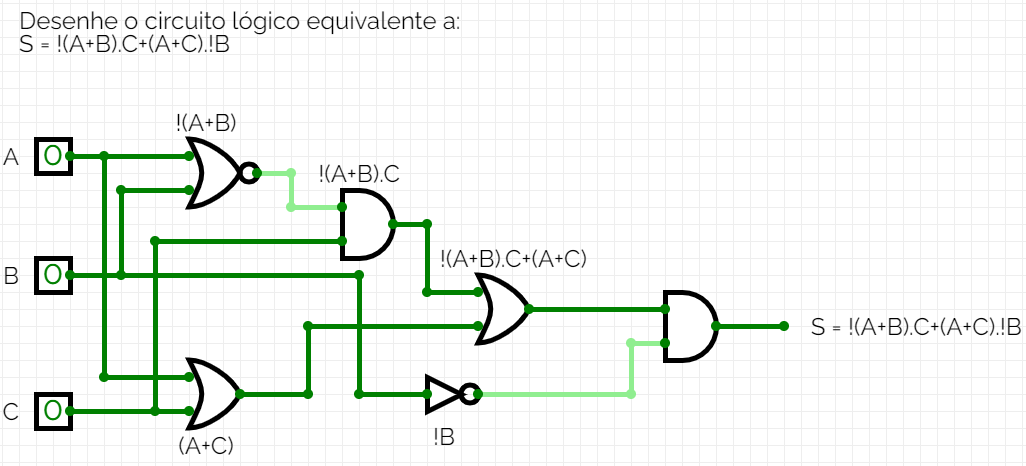 Desenhe o circuito lógico equivalente a:
S = !(A+B).C+(A+C).!B
!(A+B)
A 0
!(A+B).C
!(A+B).C+(A+C)
B 0
S = !(A+B).C+(A+C).!B
C 0
!B
(A+C)